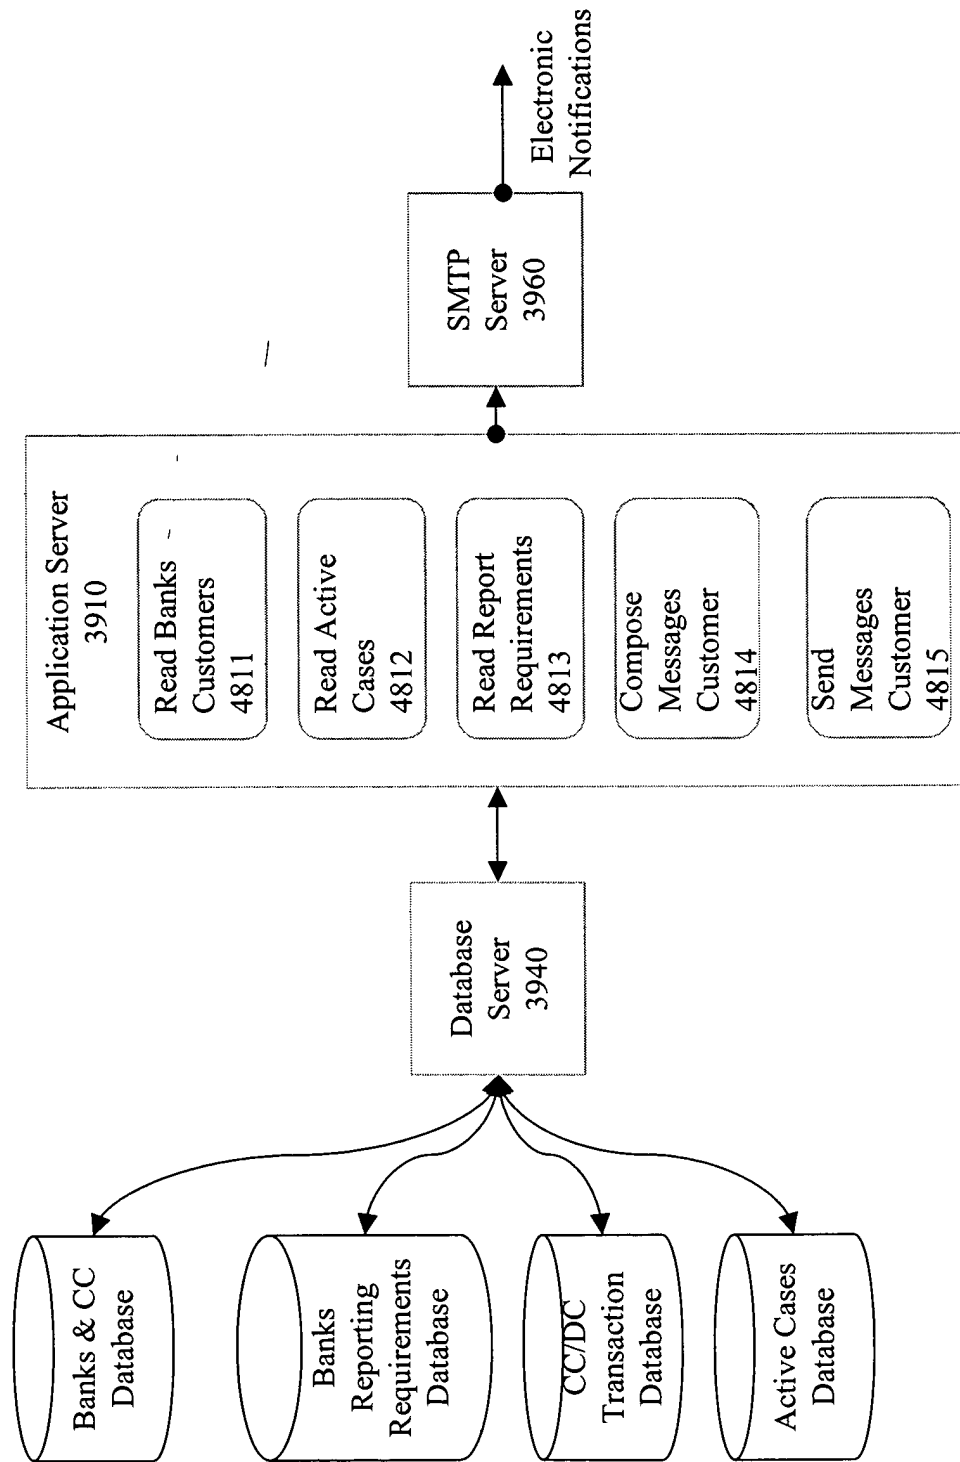 Banks & CC
Database
Banks
Reporting
Requirements
Database
CC/DC
Transaction
Database
Active Cases
Database
Database
Server
3940
Application Server
3910
Read Banks
Customers
4811
Read Active
Cases
4812
Read Report
Requirements
4813
Compose
Messages
Customer
4814
Send
Messages
Customer
4815
SMTP
Server
3960
Electronic
Notifications